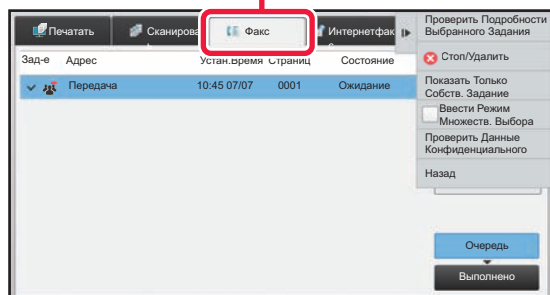 Печатать
Сканирова
Факс
Интернетфак
Зад-е Адрес Устан.Время Страниц Состояние
Передача 10:45 07/07 0001 Ожидание
Проверить Подробности
Выбранного Задания
Стоп/Удалить
Показать Только
Собств. Задание
Ввести Режим
Множеств. Выбора
Проверить Данные
Конфиденциального
Назад
Очередь
Выполнено